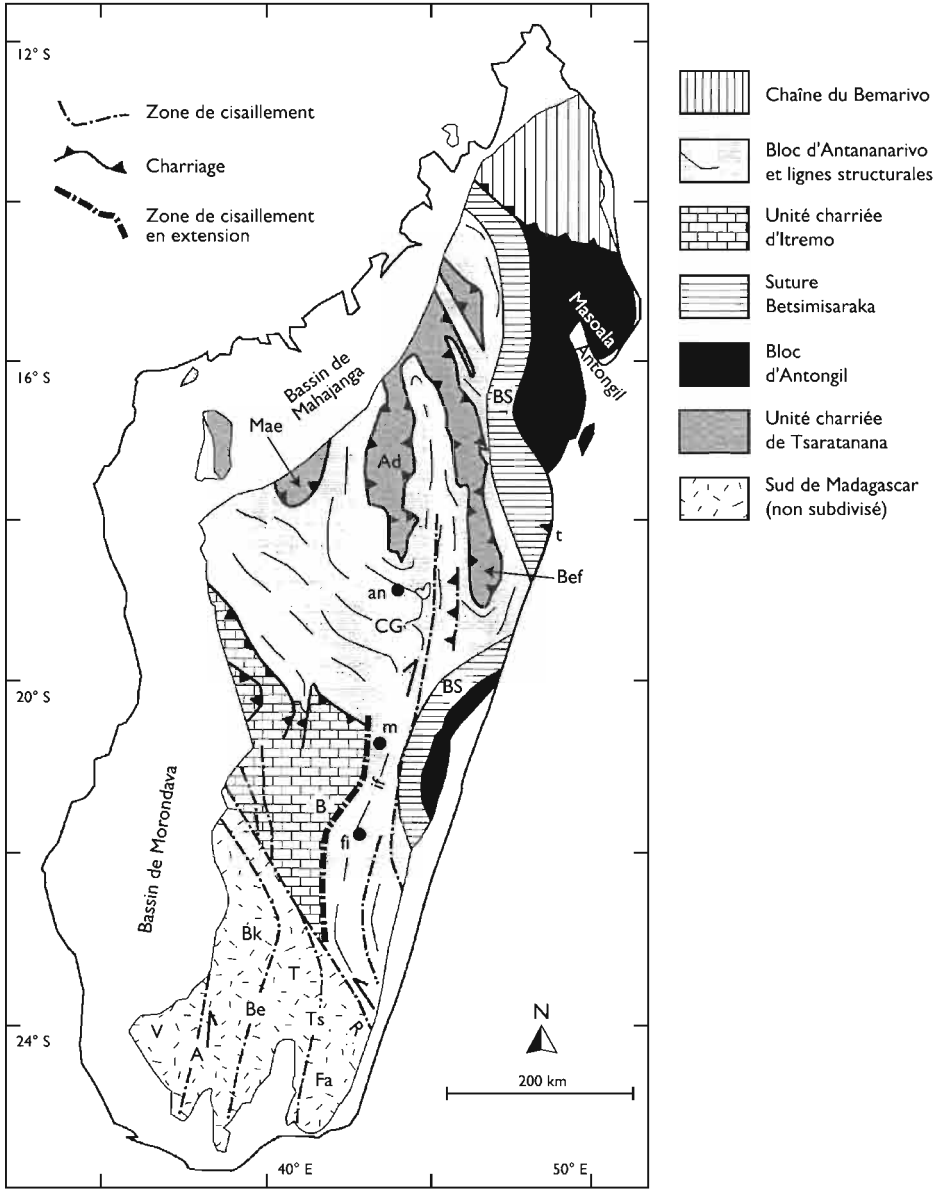 12° S
Zone de cisaillement
Charriage
Zone de cisaillement
en extension
Chaîne du Bemarivo
Bloc d'Antananarivo
et lignes structurales
Unité charriée
d'Itremo
Suture
Betsimisaraka
Bloc
d'Antongil
Unité charriée
de Tsaratanana
Sud de Madagascar
(non subdivisé)
Masoala
Antongil
16° S
Bassin de
Mahajanga
BS
Mae
Ad
t
Bef
an
CG
20° S
BS
m
B
fi
Bassin de Morondava
Bk
T
Be
Ts
R
V
A
Fa
24° S
N
200 km
40° E
50° E